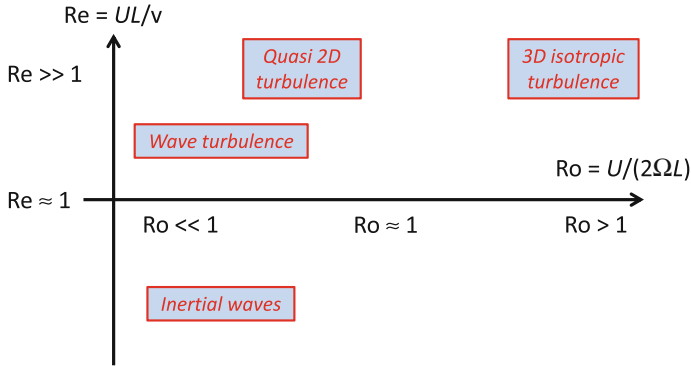 Re = UL/v
Re >> 1
Quasi 2D
turbulence
3D isotropic
turbulence
Wave turbulence
Ro = U/(2ΩL)
Re ≈ 1
Ro << 1
Ro ≈ 1
Ro > 1
Inertial waves